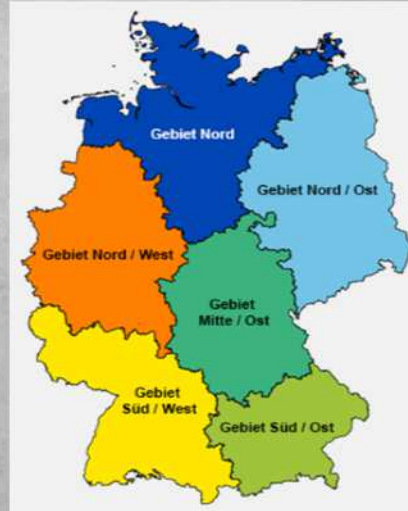 Gebiet Nord
Gebiet Nord / Ost
Gebiet Nord / West
Gebiet
Mitte / Ost
Gebiet
Süd / West
Gebiet Süd / Ost